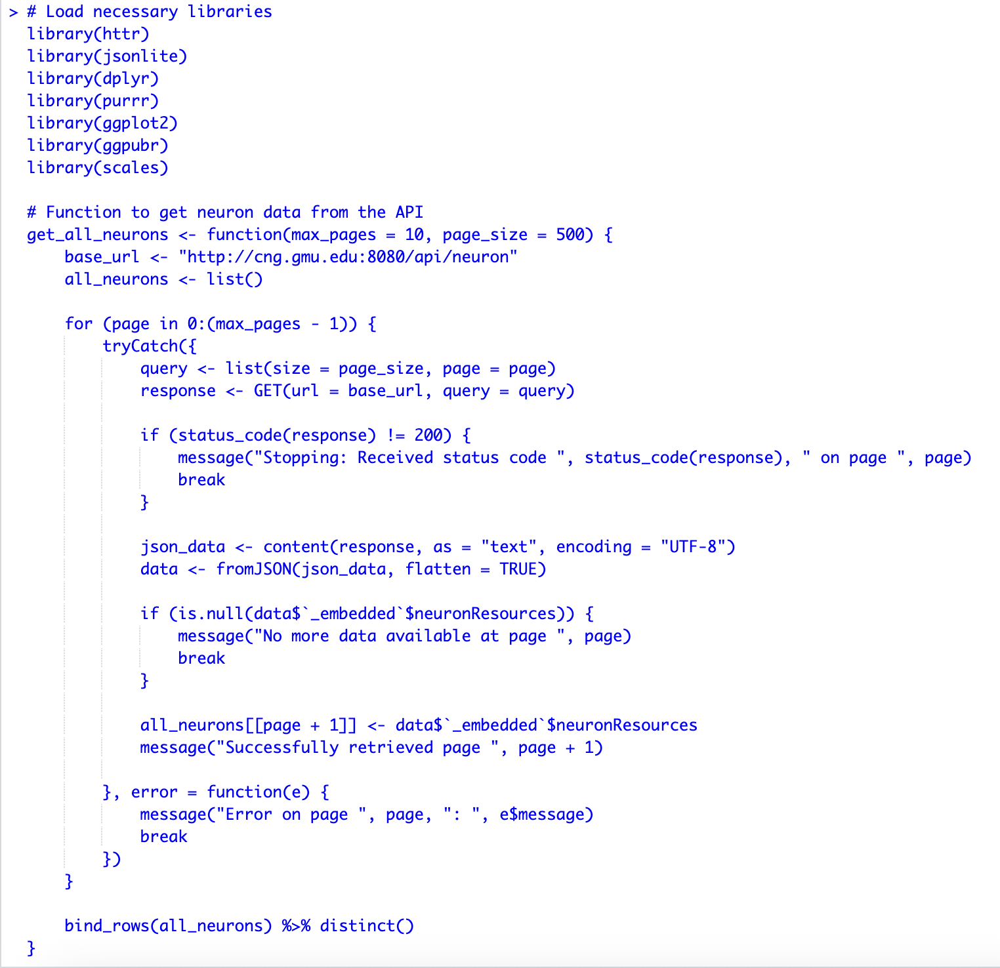 > # Load necessary libraries
library(httr)
library(jsonlite)
library(dplyr)
library(purrr)
library(ggplot2)
library(ggpubr)
library(scales)

# Function to get neuron data from the API
get_all_neurons <- function(max_pages = 10, page_size = 500) {
    base_url <- "http://cng.gmu.edu:8080/api/neuron"
    all_neurons <- list()

    for (page in 0:(max_pages - 1)) {
        tryCatch({
            query <- list(size = page_size, page = page)
            response <- GET(url = base_url, query = query)

            if (status_code(response) != 200) {
                message("Stopping: Received status code ", status_code(response), " on page ", page)
                break
            }

            json_data <- content(response, as = "text", encoding = "UTF-8")
            data <- fromJSON(json_data, flatten = TRUE)

            if (is.null(data$`_embedded`$neuronResources)) {
                message("No more data available at page ", page)
                break
            }

            all_neurons[[page + 1]] <- data$`_embedded`$neuronResources
            message("Successfully retrieved page ", page + 1)

        }, error = function(e) {
            message("Error on page ", page, ": ", e$message)
            break
        })
    }

    bind_rows(all_neurons) %>% distinct()
}